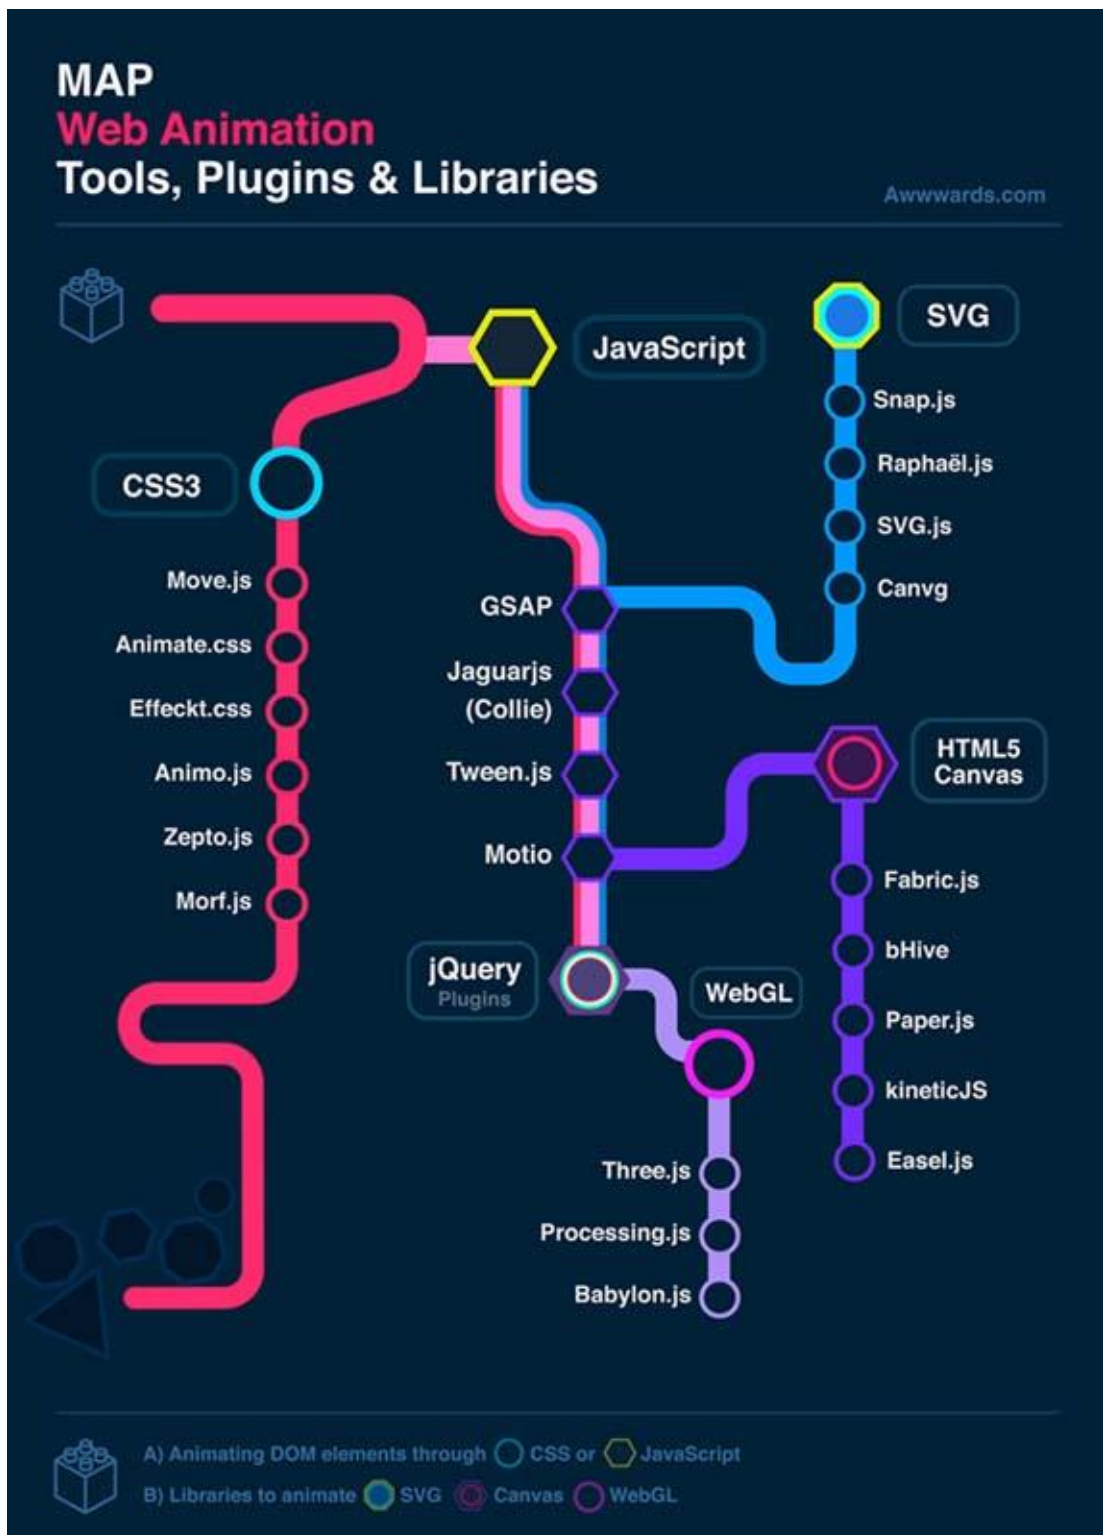 MAP
Web Animation
Tools, Plugins & Libraries
Awwwards.com
JavaScript
SVG
Snap.js
Raphaël.js
SVG.js
Canvg
CSS3
Move.js
Animate.css
Effeckt.css
Animo.js
Zepto.js
Morf.js
GSAP
Jaguarjs
(Collie)
Tween.js
Motio
HTML5
Canvas
Fabric.js
bHive
Paper.js
kineticJS
Easel.js
jQuery
Plugins
WebGL
Three.js
Processing.js
Babylon.js
A) Animating DOM elements through CSS or JavaScript
B) Libraries to animate SVG Canvas WebGL